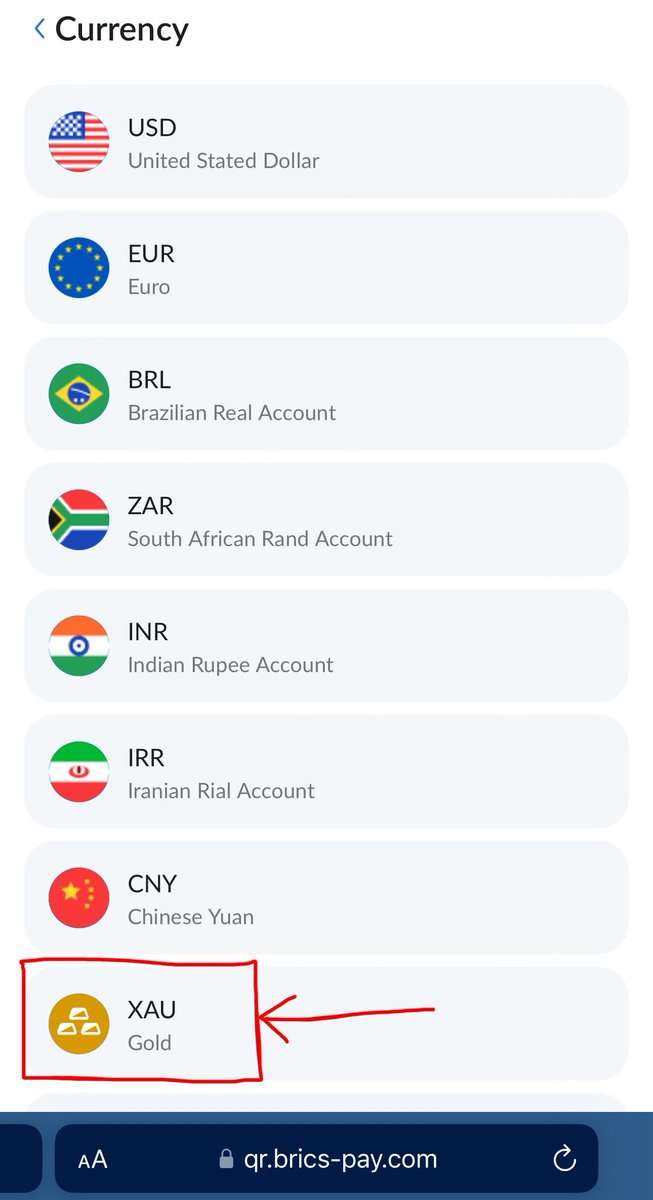 Currency
USD
United Stated Dollar
EUR
Euro
BRL
Brazilian Real Account
ZAR
South African Rand Account
INR
Indian Rupee Account
IRR
Iranian Rial Account
CNY
Chinese Yuan
XAU
Gold
AA qr.brics-pay.com